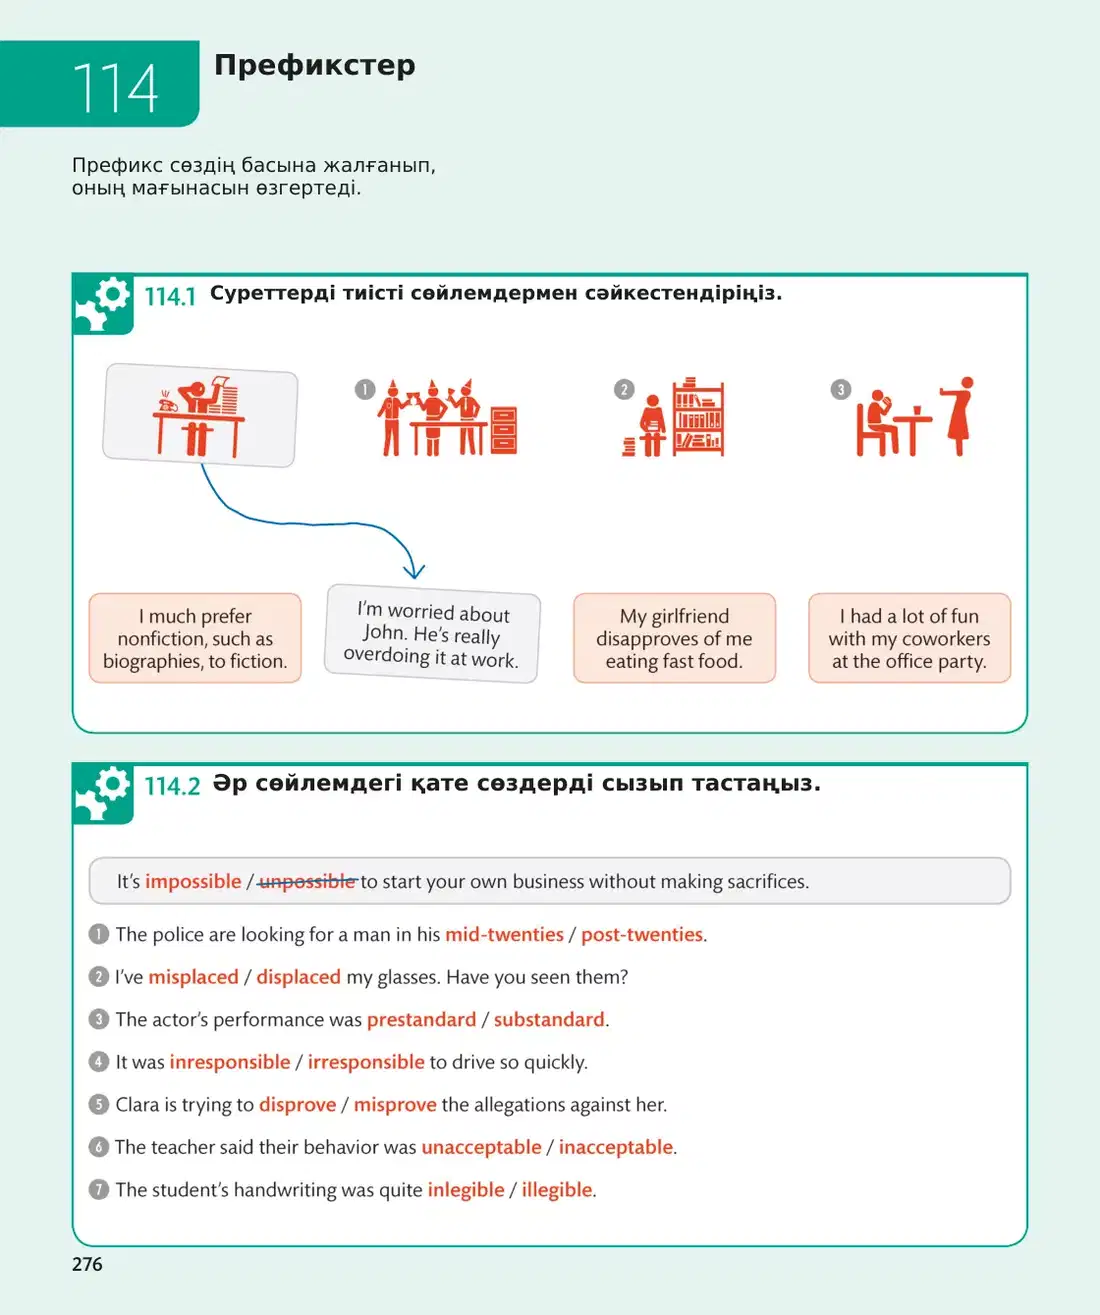 114
Префикстер
Префикс сөздің басына жалғанып,
оның мағынасын өзгертеді.
114.1 Суреттерді тиісті сөйлемдермен сәйкестендіріңіз.
1
2
3
I much prefer
nonfiction, such as
biographies, to fiction.
I'm worried about
John. He's really
overdoing it at work.
My girlfriend
disapproves of me
eating fast food.
I had a lot of fun
with my coworkers
at the office party.
114.2 Әр сөйлемдегі қате сөздерді сызып тастаңыз.
It's impossible / unpossible to start your own business without making sacrifices.
1 The police are looking for a man in his mid-twenties / post-twenties.
2 I've misplaced / displaced my glasses. Have you seen them?
3 The actor's performance was prestandard / substandard.
4 It was inresponsible / irresponsible to drive so quickly.
5 Clara is trying to disprove / misprove the allegations against her.
6 The teacher said their behavior was unacceptable / inacceptable.
7 The student's handwriting was quite inlegible / illegible.
276